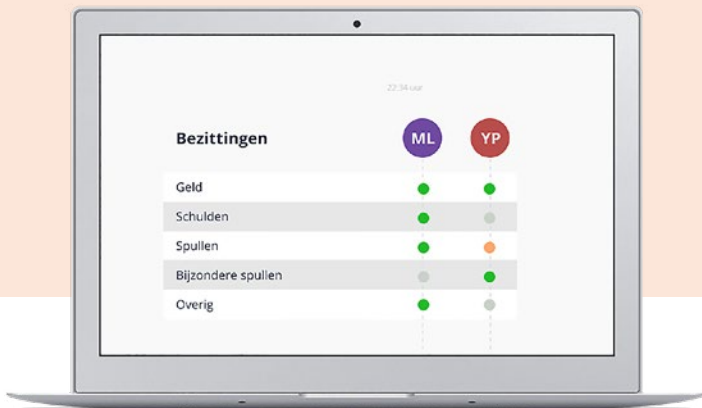 22:34 uur
Bezittingen ML YP
Geld
Schulden
Spullen
Bijzondere spullen
Overig